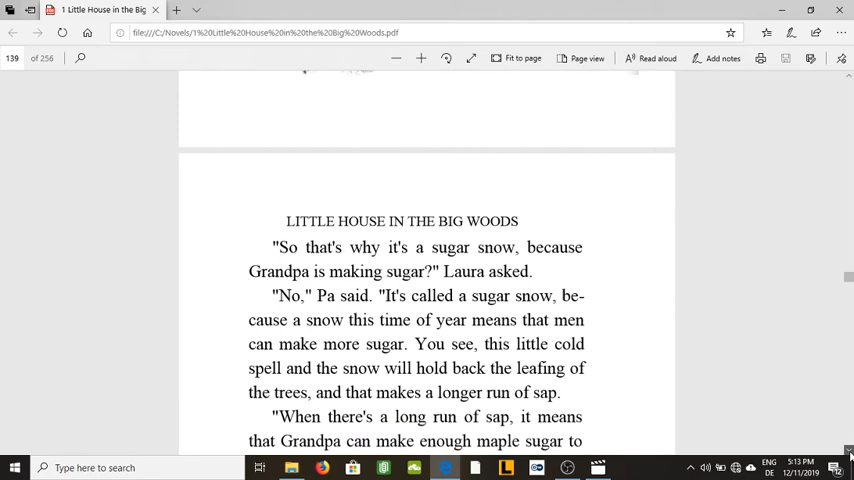 1 Little House in the Big
file:///C:/Novels/1%20Little%20House%20in%20the%20Big%20Woods.pdf
139 of 256
Fit to page
Page view
Read aloud
Add notes
LITTLE HOUSE IN THE BIG WOODS
"So that's why it's a sugar snow, because
Grandpa is making sugar?" Laura asked.
"No," Pa said. "It's called a sugar snow, be-
cause a snow this time of year means that men
can make more sugar. You see, this little cold
spell and the snow will hold back the leafing of
the trees, and that makes a longer run of sap.
"When there's a long run of sap, it means
that Grandpa can make enough maple sugar to
Type here to search
ENG
DE
5:13 PM
12/11/2019
12